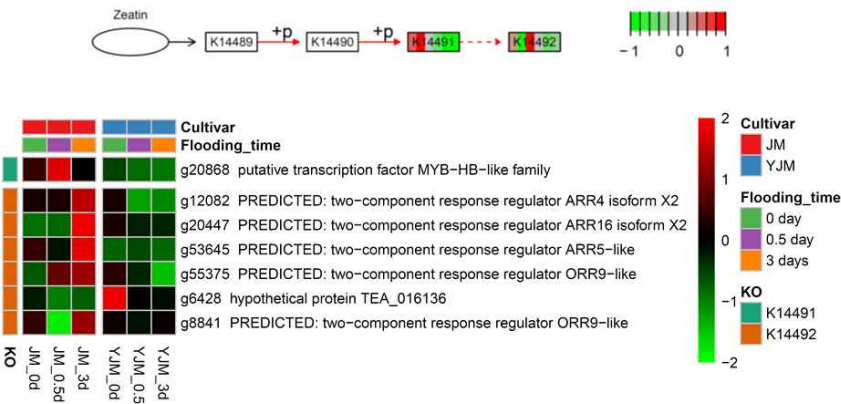 Zeatin
K14489 +p K14490 +p K14491 K14492
−1 0 1
Cultivar
Flooding_time
g20868 putative transcription factor MYB−HB−like family
g12082 PREDICTED: two−component response regulator ARR4 isoform X2
g20447 PREDICTED: two−component response regulator ARR16 isoform X2
g53645 PREDICTED: two−component response regulator ARR5−like
g55375 PREDICTED: two−component response regulator ORR9−like
g6428 hypothetical protein TEA_016136
g8841 PREDICTED: two−component response regulator ORR9−like
KO
JM_0d
JM_0.5d
JM_3d
YJM_0d
YJM_0.5
YJM_3d
2
1
0
−1
−2
Cultivar
JM
YJM
Flooding_time
0 day
0.5 day
3 days
KO
K14491
K14492